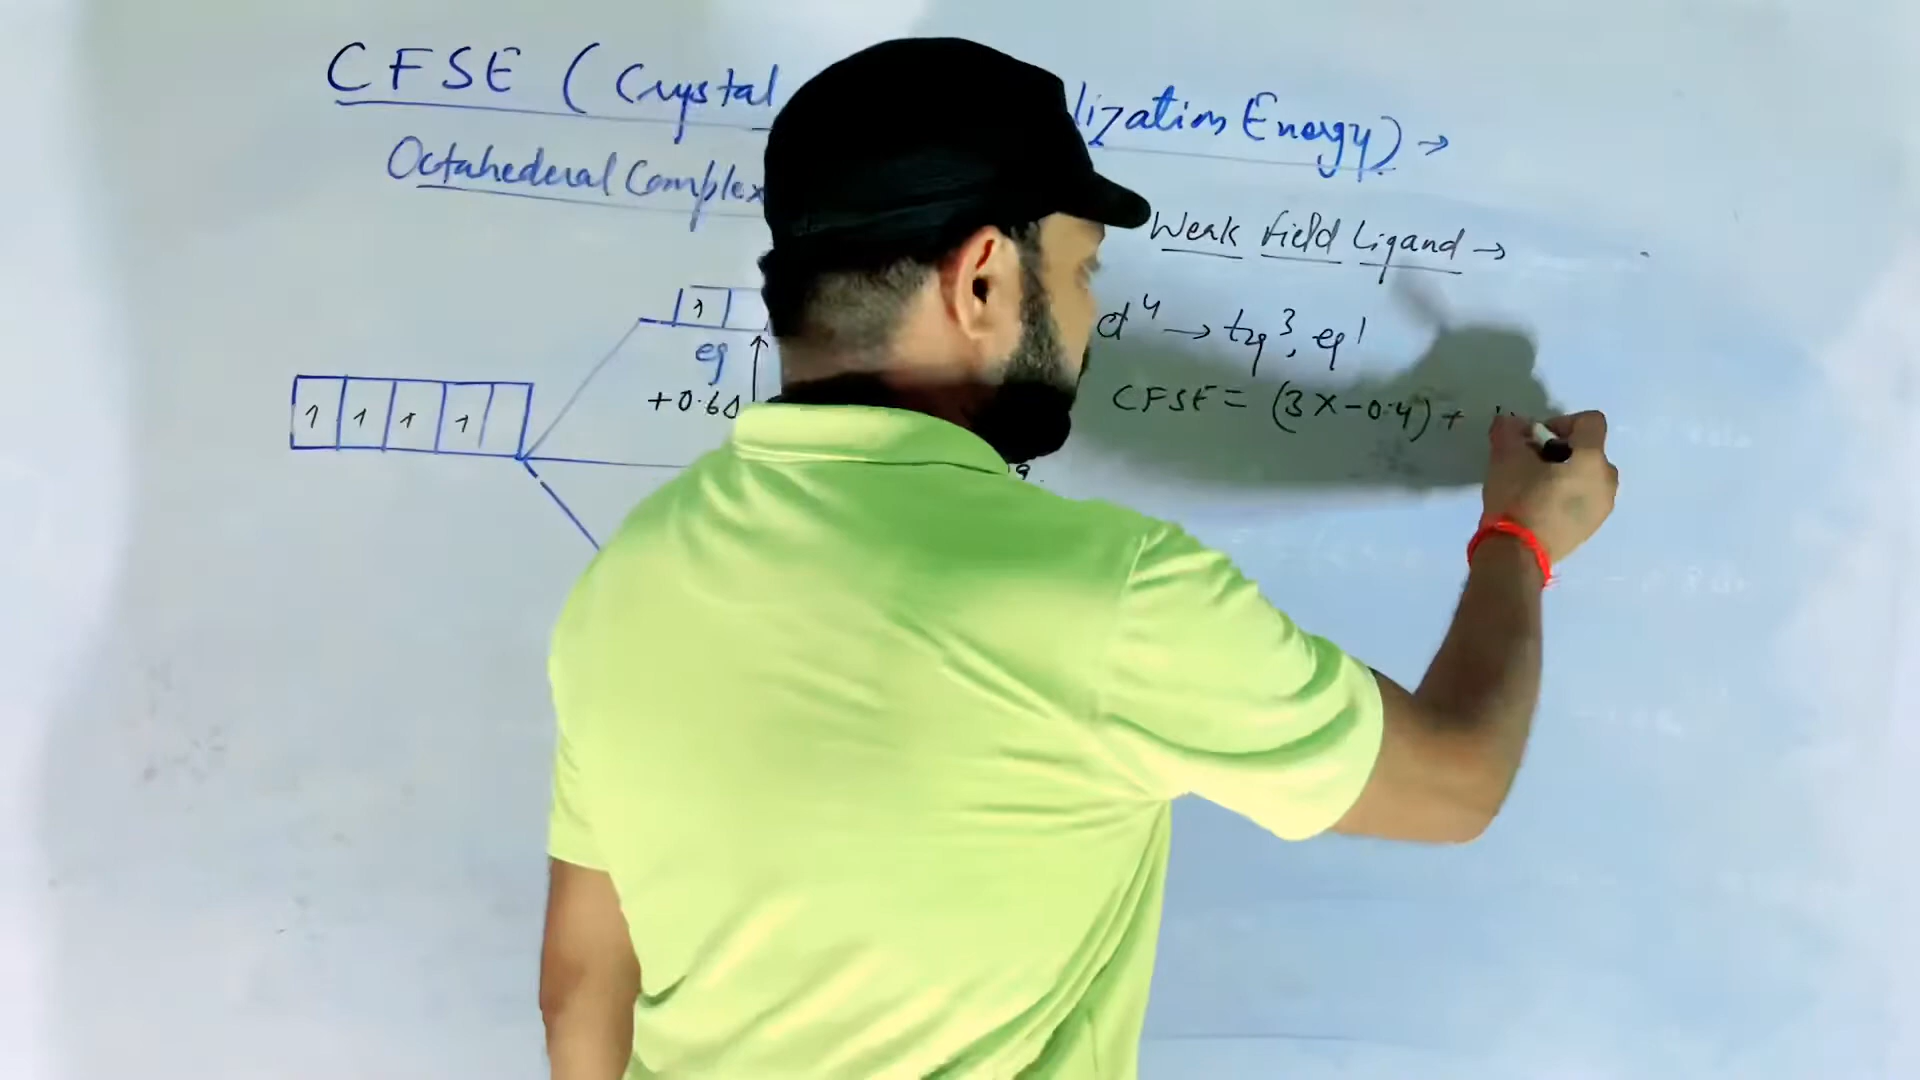 CFSE (Crystal lization Energy) →
Octahederal Complex
Weak field Ligand →
d⁴ → t₂g³, eg¹
CFSE = (3 x -0.4) +
1
eg
+0.6Δ
1 1 1 1